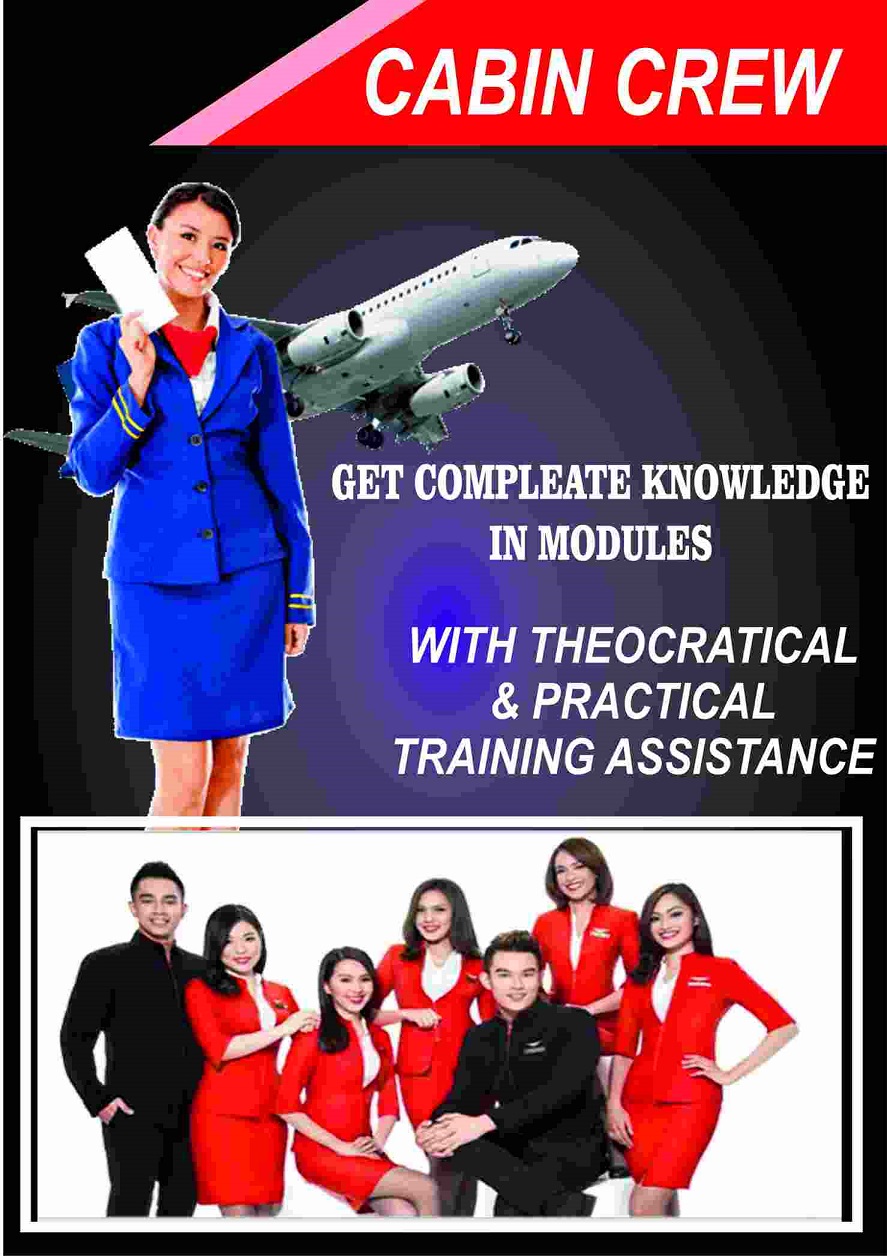 CABIN CREW
GET COMPLEATE KNOWLEDGE
IN MODULES
WITH THEOCRATICAL
& PRACTICAL
TRAINING ASSISTANCE